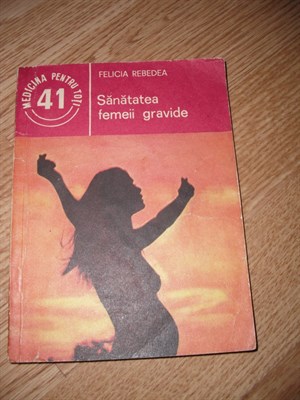 MEDICINA PENTRU TOȚI
41
FELICIA REBEDEA
Sănătatea
femeii gravide